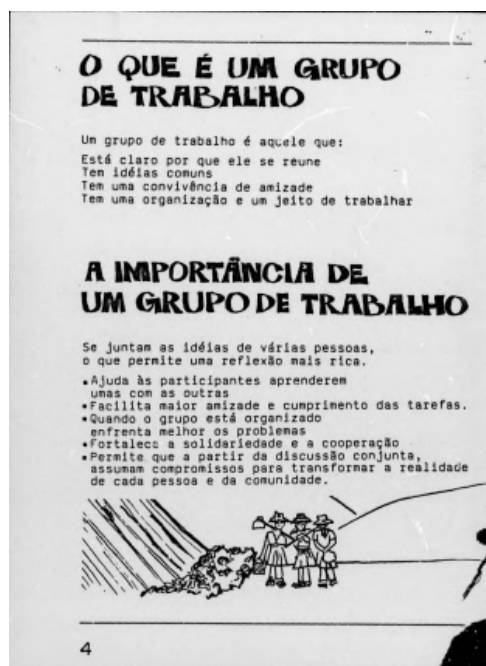 O QUE É UM GRUPO
DE TRABALHO
Um grupo de trabalho é aquele que:
Está claro por que ele se reune
Tem idéias comuns
Tem uma convivência de amizade
Tem uma organização e um jeito de trabalhar
A IMPORTÂNCIA DE
UM GRUPO DE TRABALHO
Se juntam as idéias de várias pessoas,
o que permite uma reflexão mais rica.
▪Ajuda às participantes aprenderem
umas com as outras
▪Facilita maior amizade e cumprimento das tarefas.
▪Quando o grupo está organizado
enfrenta melhor os problemas
▪Fortalece a solidariedade e a cooperação
▪Permite que a partir da discussão conjunta,
assumam compromissos para transformar a realidade
de cada pessoa e da comunidade.
4